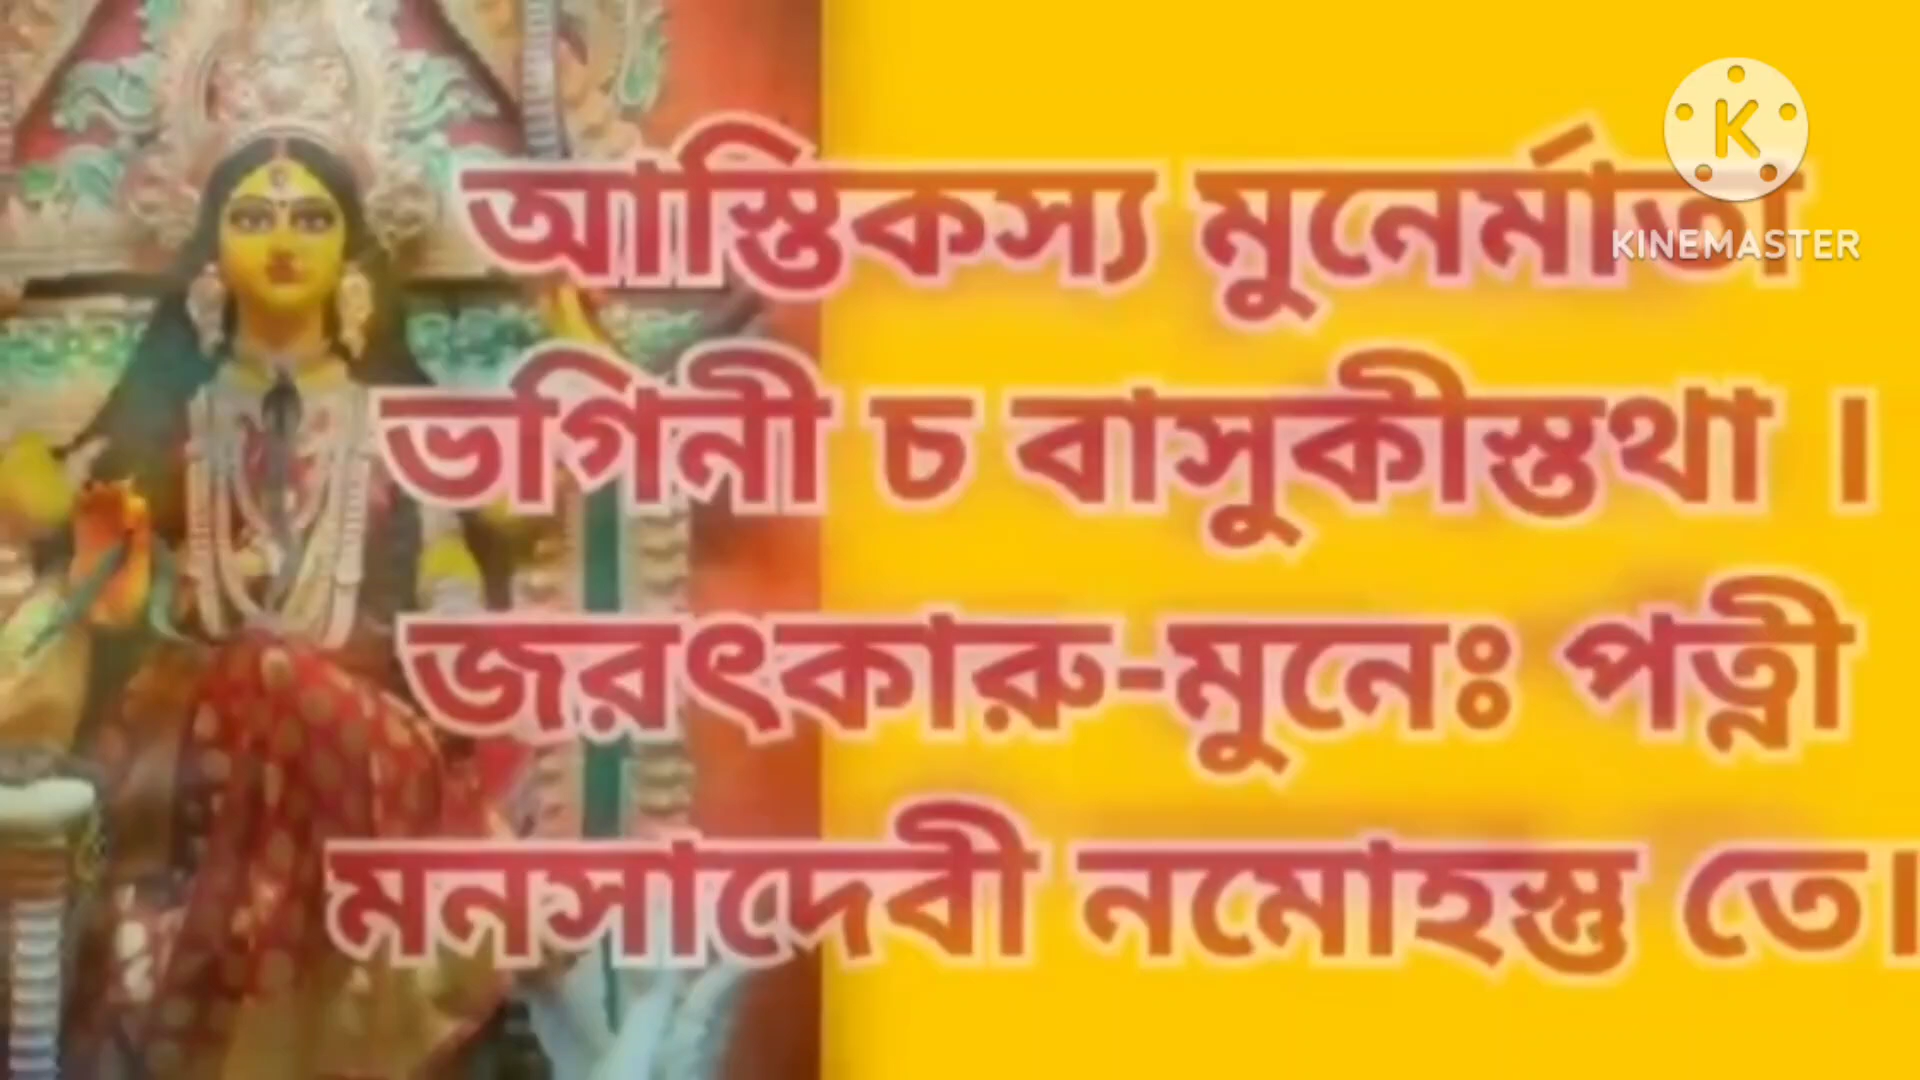 আস্তিকস্য মুনের্মাতা
KINEMASTER
ভগিনী চ বাসুকীস্তথা ।
জরৎকারু-মুনেঃ পত্নী
মনসাদেবী নমোহস্তু তে।